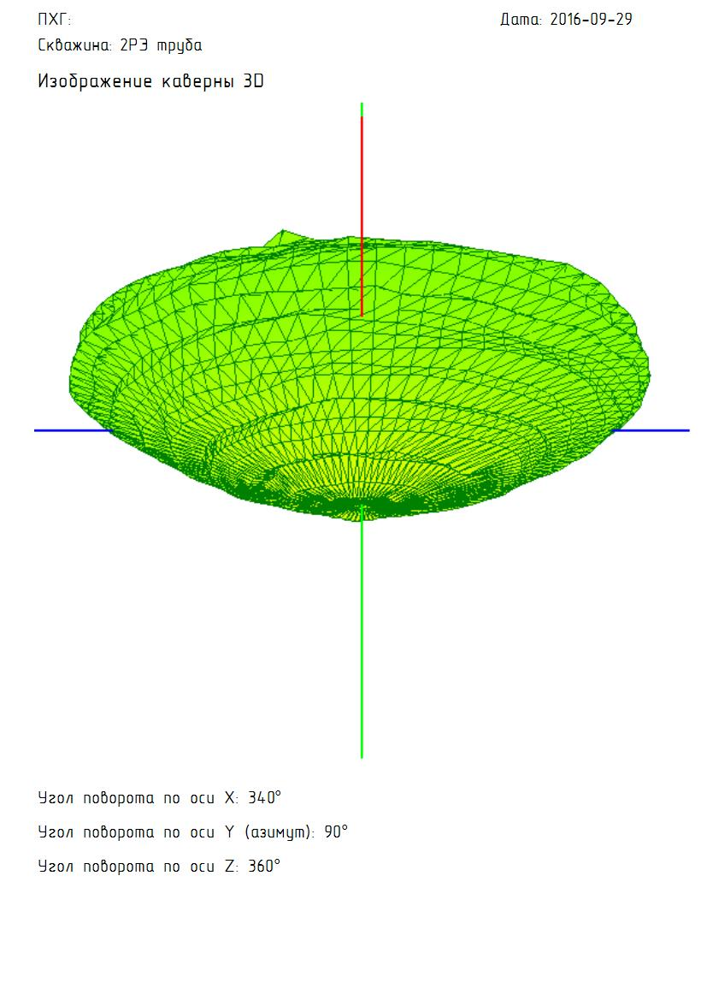 ПХГ:
Дата: 2016-09-29
Скважина: 2РЭ труба
Изображение каверны 3D
Угол поворота по оси X: 340°
Угол поворота по оси Y (азимут): 90°
Угол поворота по оси Z: 360°